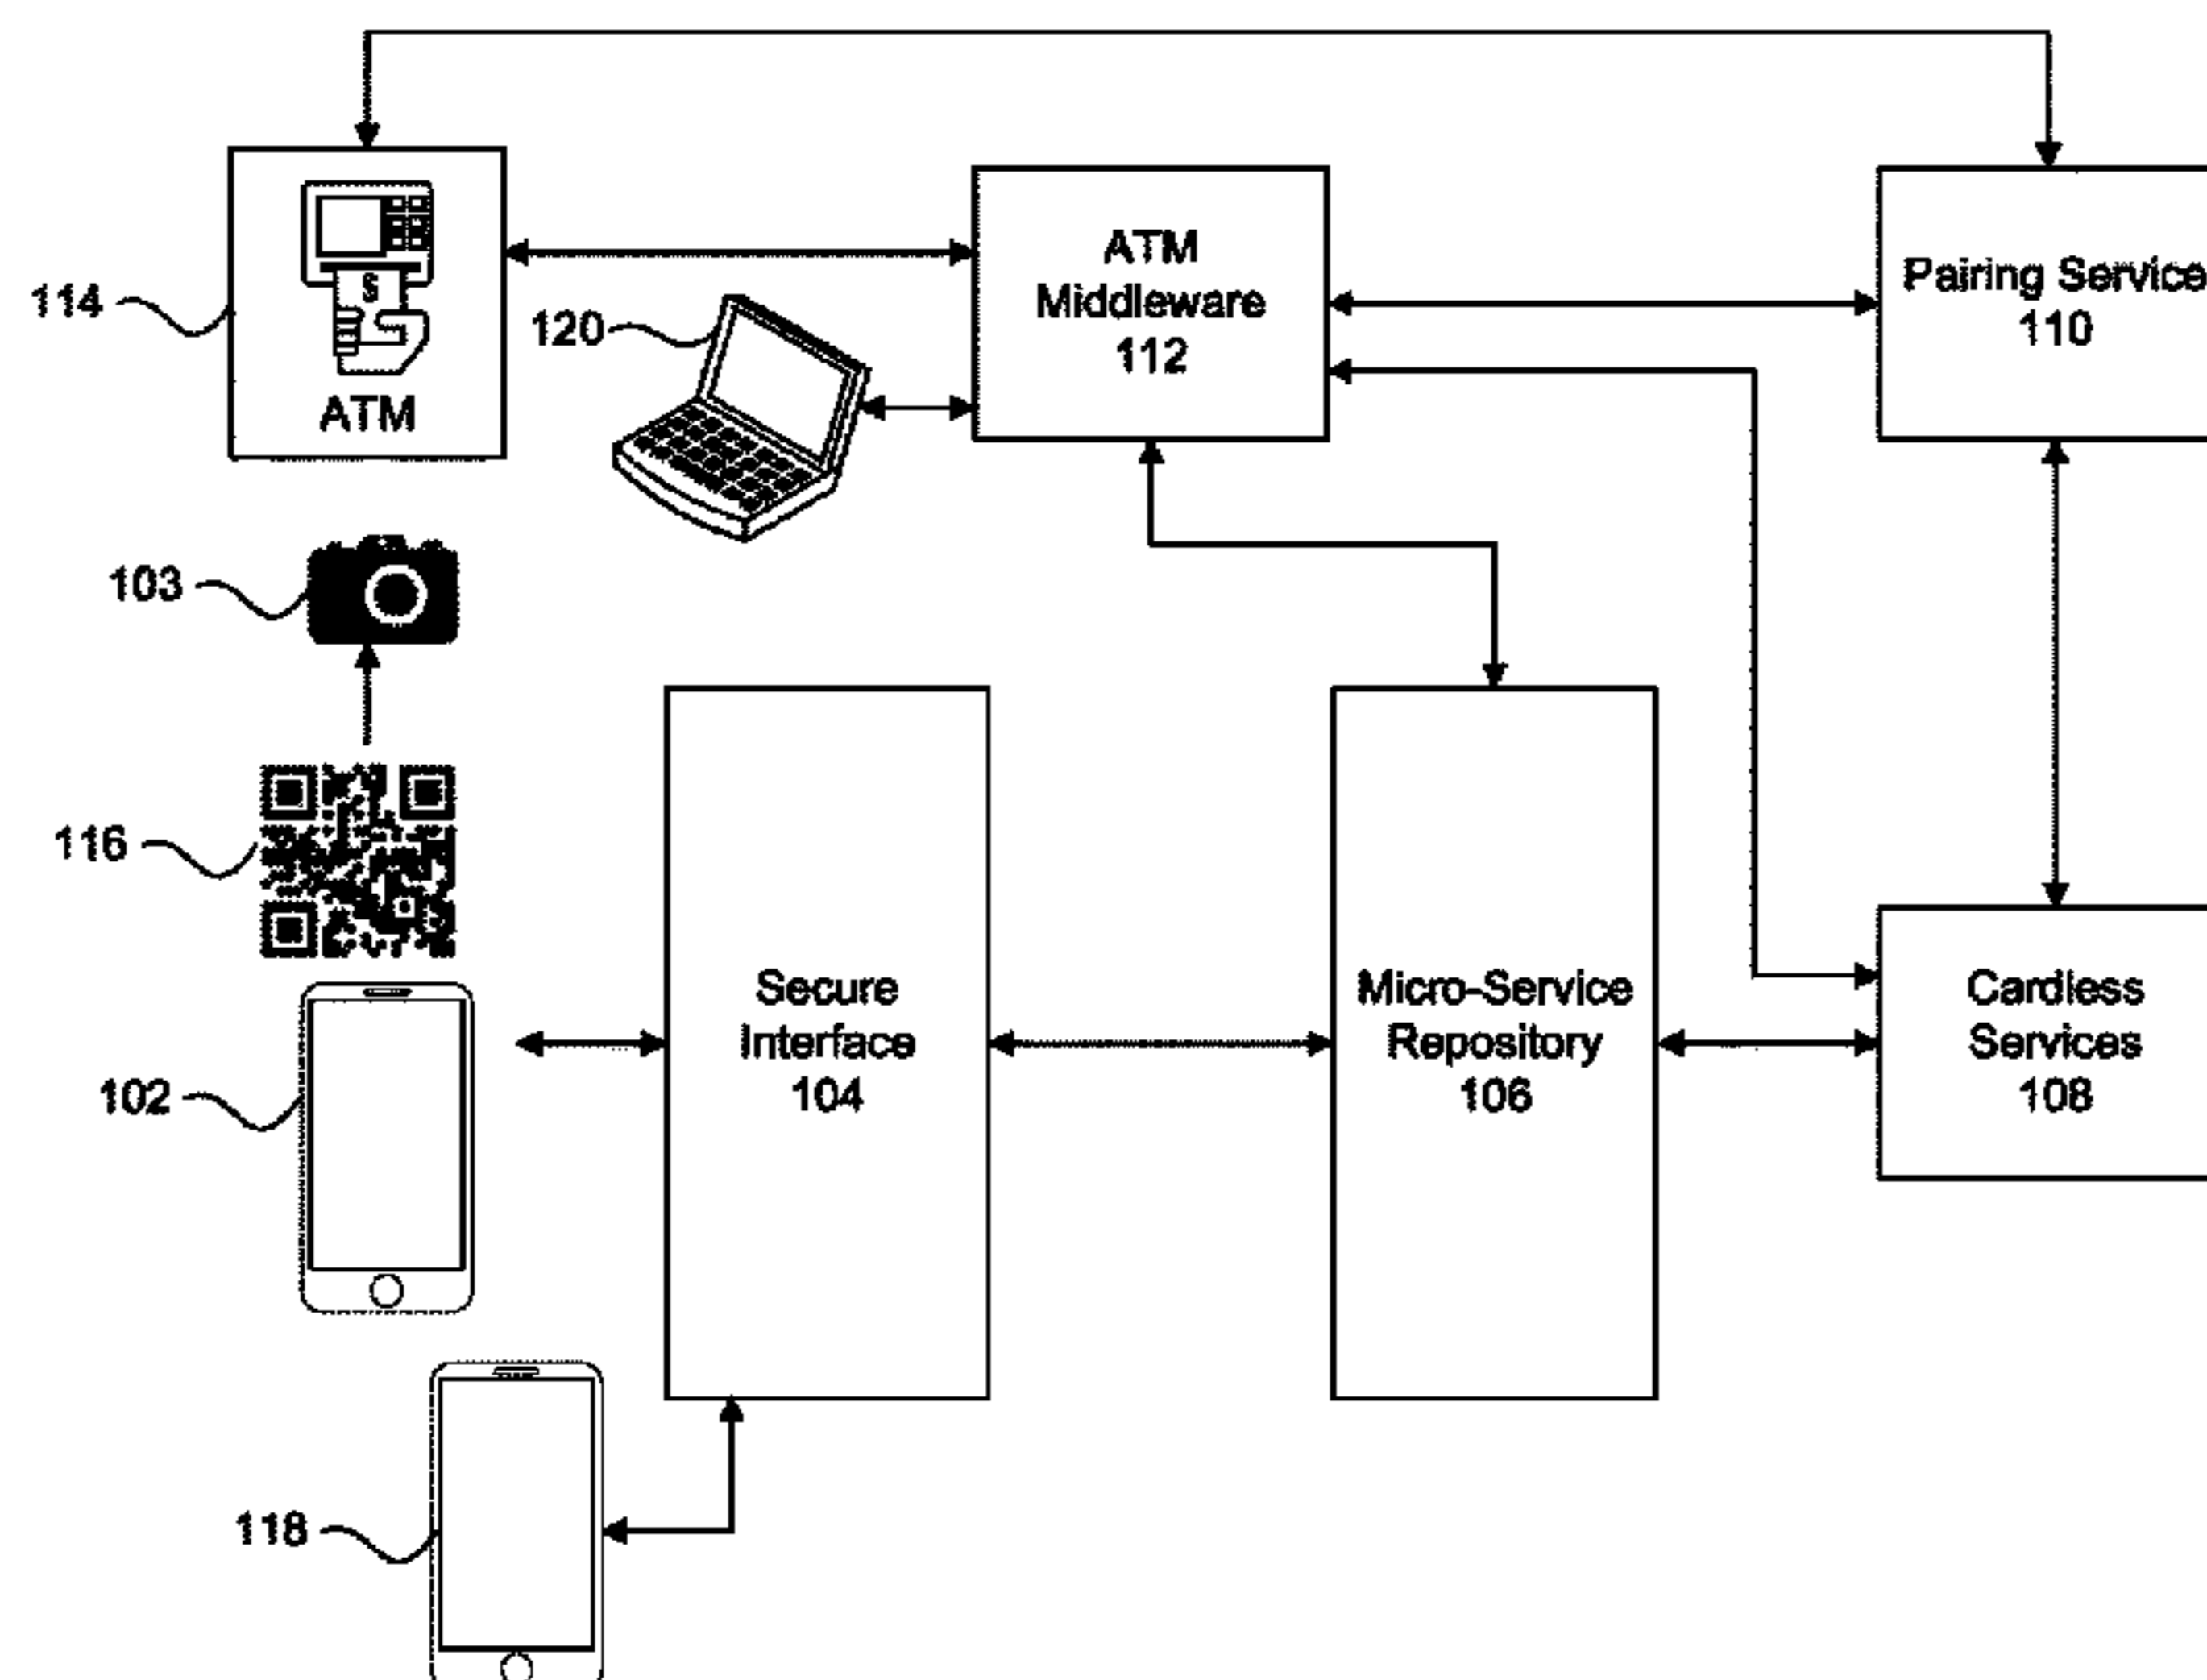 114
$
ATM
120
ATM
Middleware
112
Pairing Service
110
103
116
102
Secure
Interface
104
Micro-Service
Repository
106
Cardless
Services
108
118